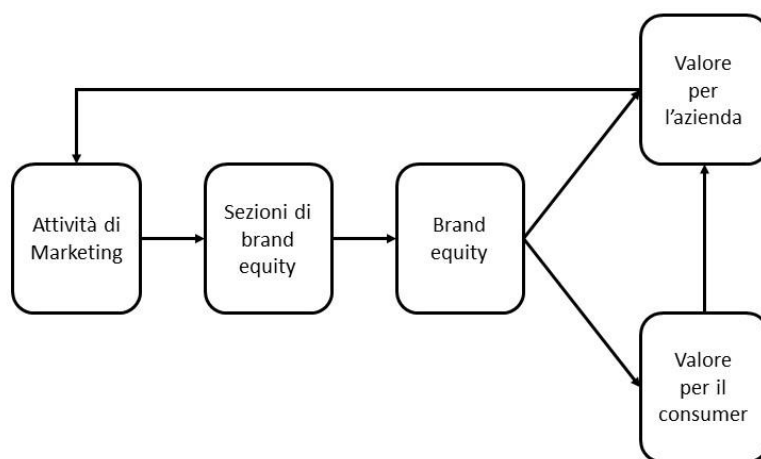 Valore
per
l'azienda
Attività di
Marketing
Sezioni di
brand
equity
Brand
equity
Valore
per il
consumer